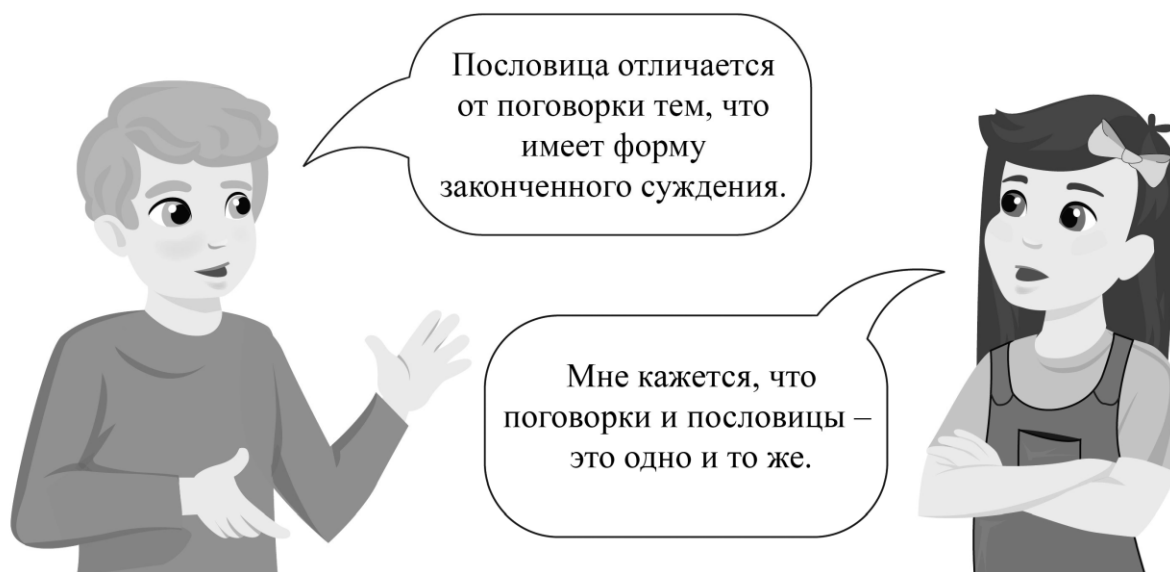 Пословица отличается
от поговорки тем, что
имеет форму
законченного суждения.
Мне кажется, что
поговорки и пословицы –
это одно и то же.